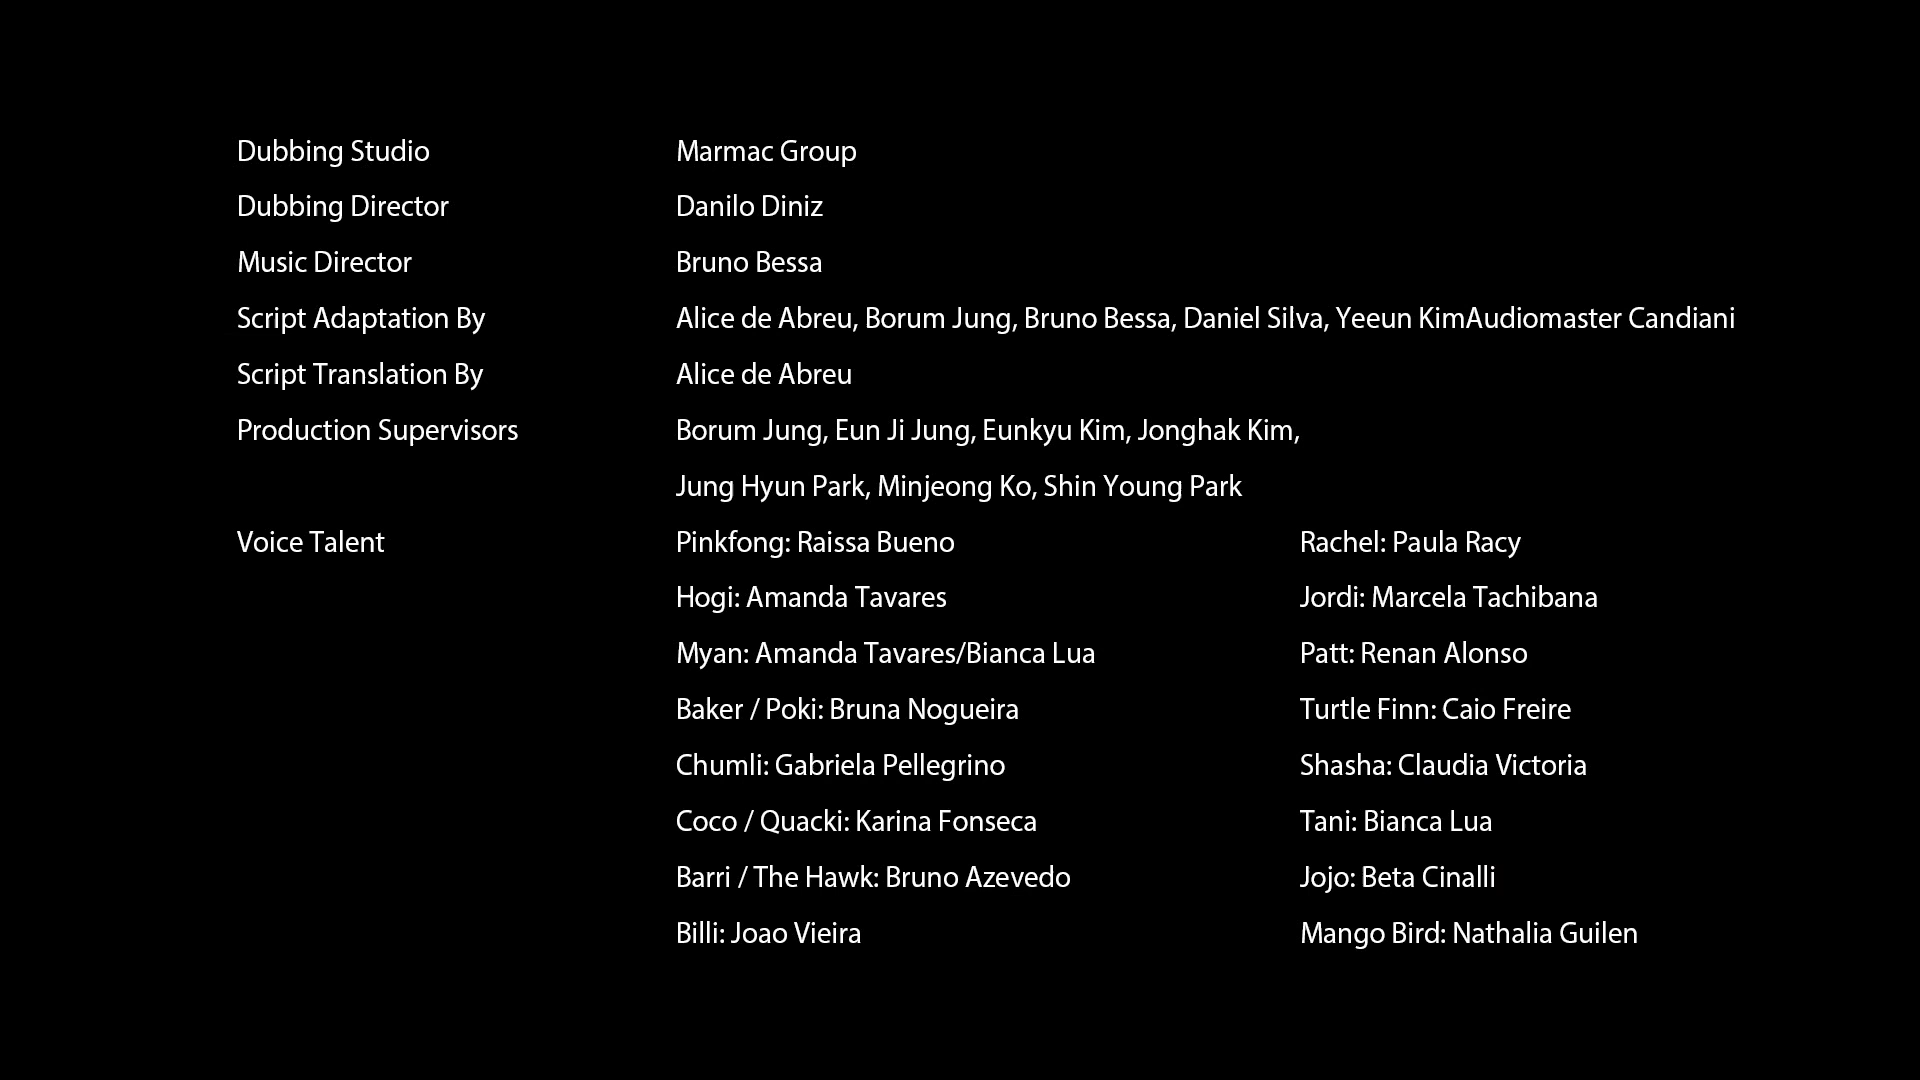 Dubbing Studio Marmac Group
Dubbing Director Danilo Diniz
Music Director Bruno Bessa
Script Adaptation By Alice de Abreu, Borum Jung, Bruno Bessa, Daniel Silva, Yeeun KimAudiomaster Candiani
Script Translation By Alice de Abreu
Production Supervisors Borum Jung, Eun Ji Jung, Eunkyu Kim, Jonghak Kim,
Jung Hyun Park, Minjeong Ko, Shin Young Park
Voice Talent Pinkfong: Raissa Bueno Rachel: Paula Racy
Hogi: Amanda Tavares Jordi: Marcela Tachibana
Myan: Amanda Tavares/Bianca Lua Patt: Renan Alonso
Baker / Poki: Bruna Nogueira Turtle Finn: Caio Freire
Chumli: Gabriela Pellegrino Shasha: Claudia Victoria
Coco / Quacki: Karina Fonseca Tani: Bianca Lua
Barri / The Hawk: Bruno Azevedo Jojo: Beta Cinalli
Billi: Joao Vieira Mango Bird: Nathalia Guilen